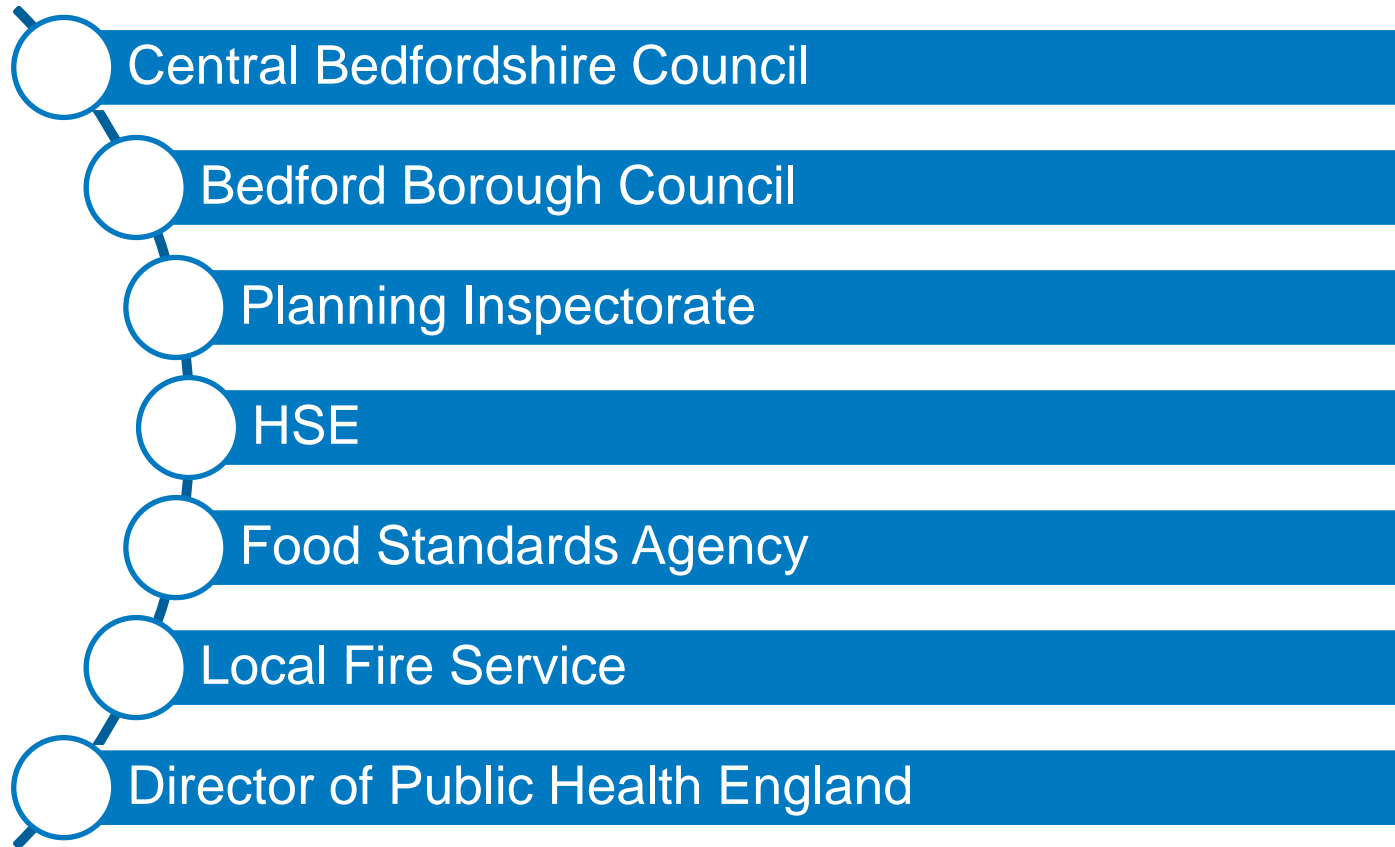 Central Bedfordshire Council
Bedford Borough Council
Planning Inspectorate
HSE
Food Standards Agency
Local Fire Service
Director of Public Health England